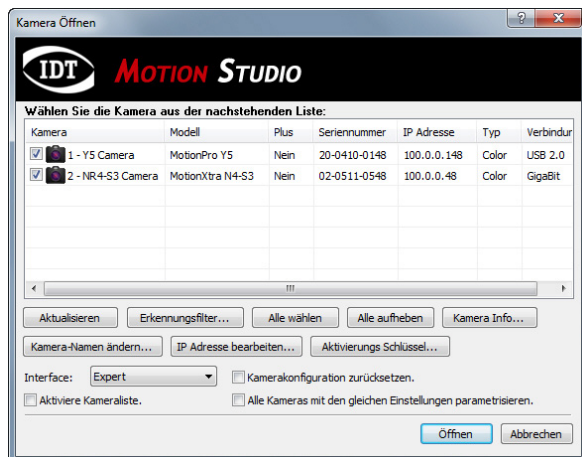 Kamera Öffnen
IDT MOTION STUDIO
Wählen Sie die Kamera aus der nachstehenden Liste:
Kamera Modell Plus Seriennummer IP Adresse Typ Verbindur
1 - Y5 Camera MotionPro Y5 Nein 20-0410-0148 100.0.0.148 Color USB 2.0
2 - NR4-S3 Camera MotionXtra N4-S3 Nein 02-0511-0548 100.0.0.48 Color GigaBit
Aktualisieren Erkennungsfilter... Alle wählen Alle aufheben Kamera Info...
Kamera-Namen ändern... IP Adresse bearbeiten... Aktivierungs Schlüssel...
Interface: Expert Kamerakonfiguration zurücksetzen.
Aktiviere Kameraliste. Alle Kameras mit den gleichen Einstellungen parametrisieren.
Öffnen Abbrechen